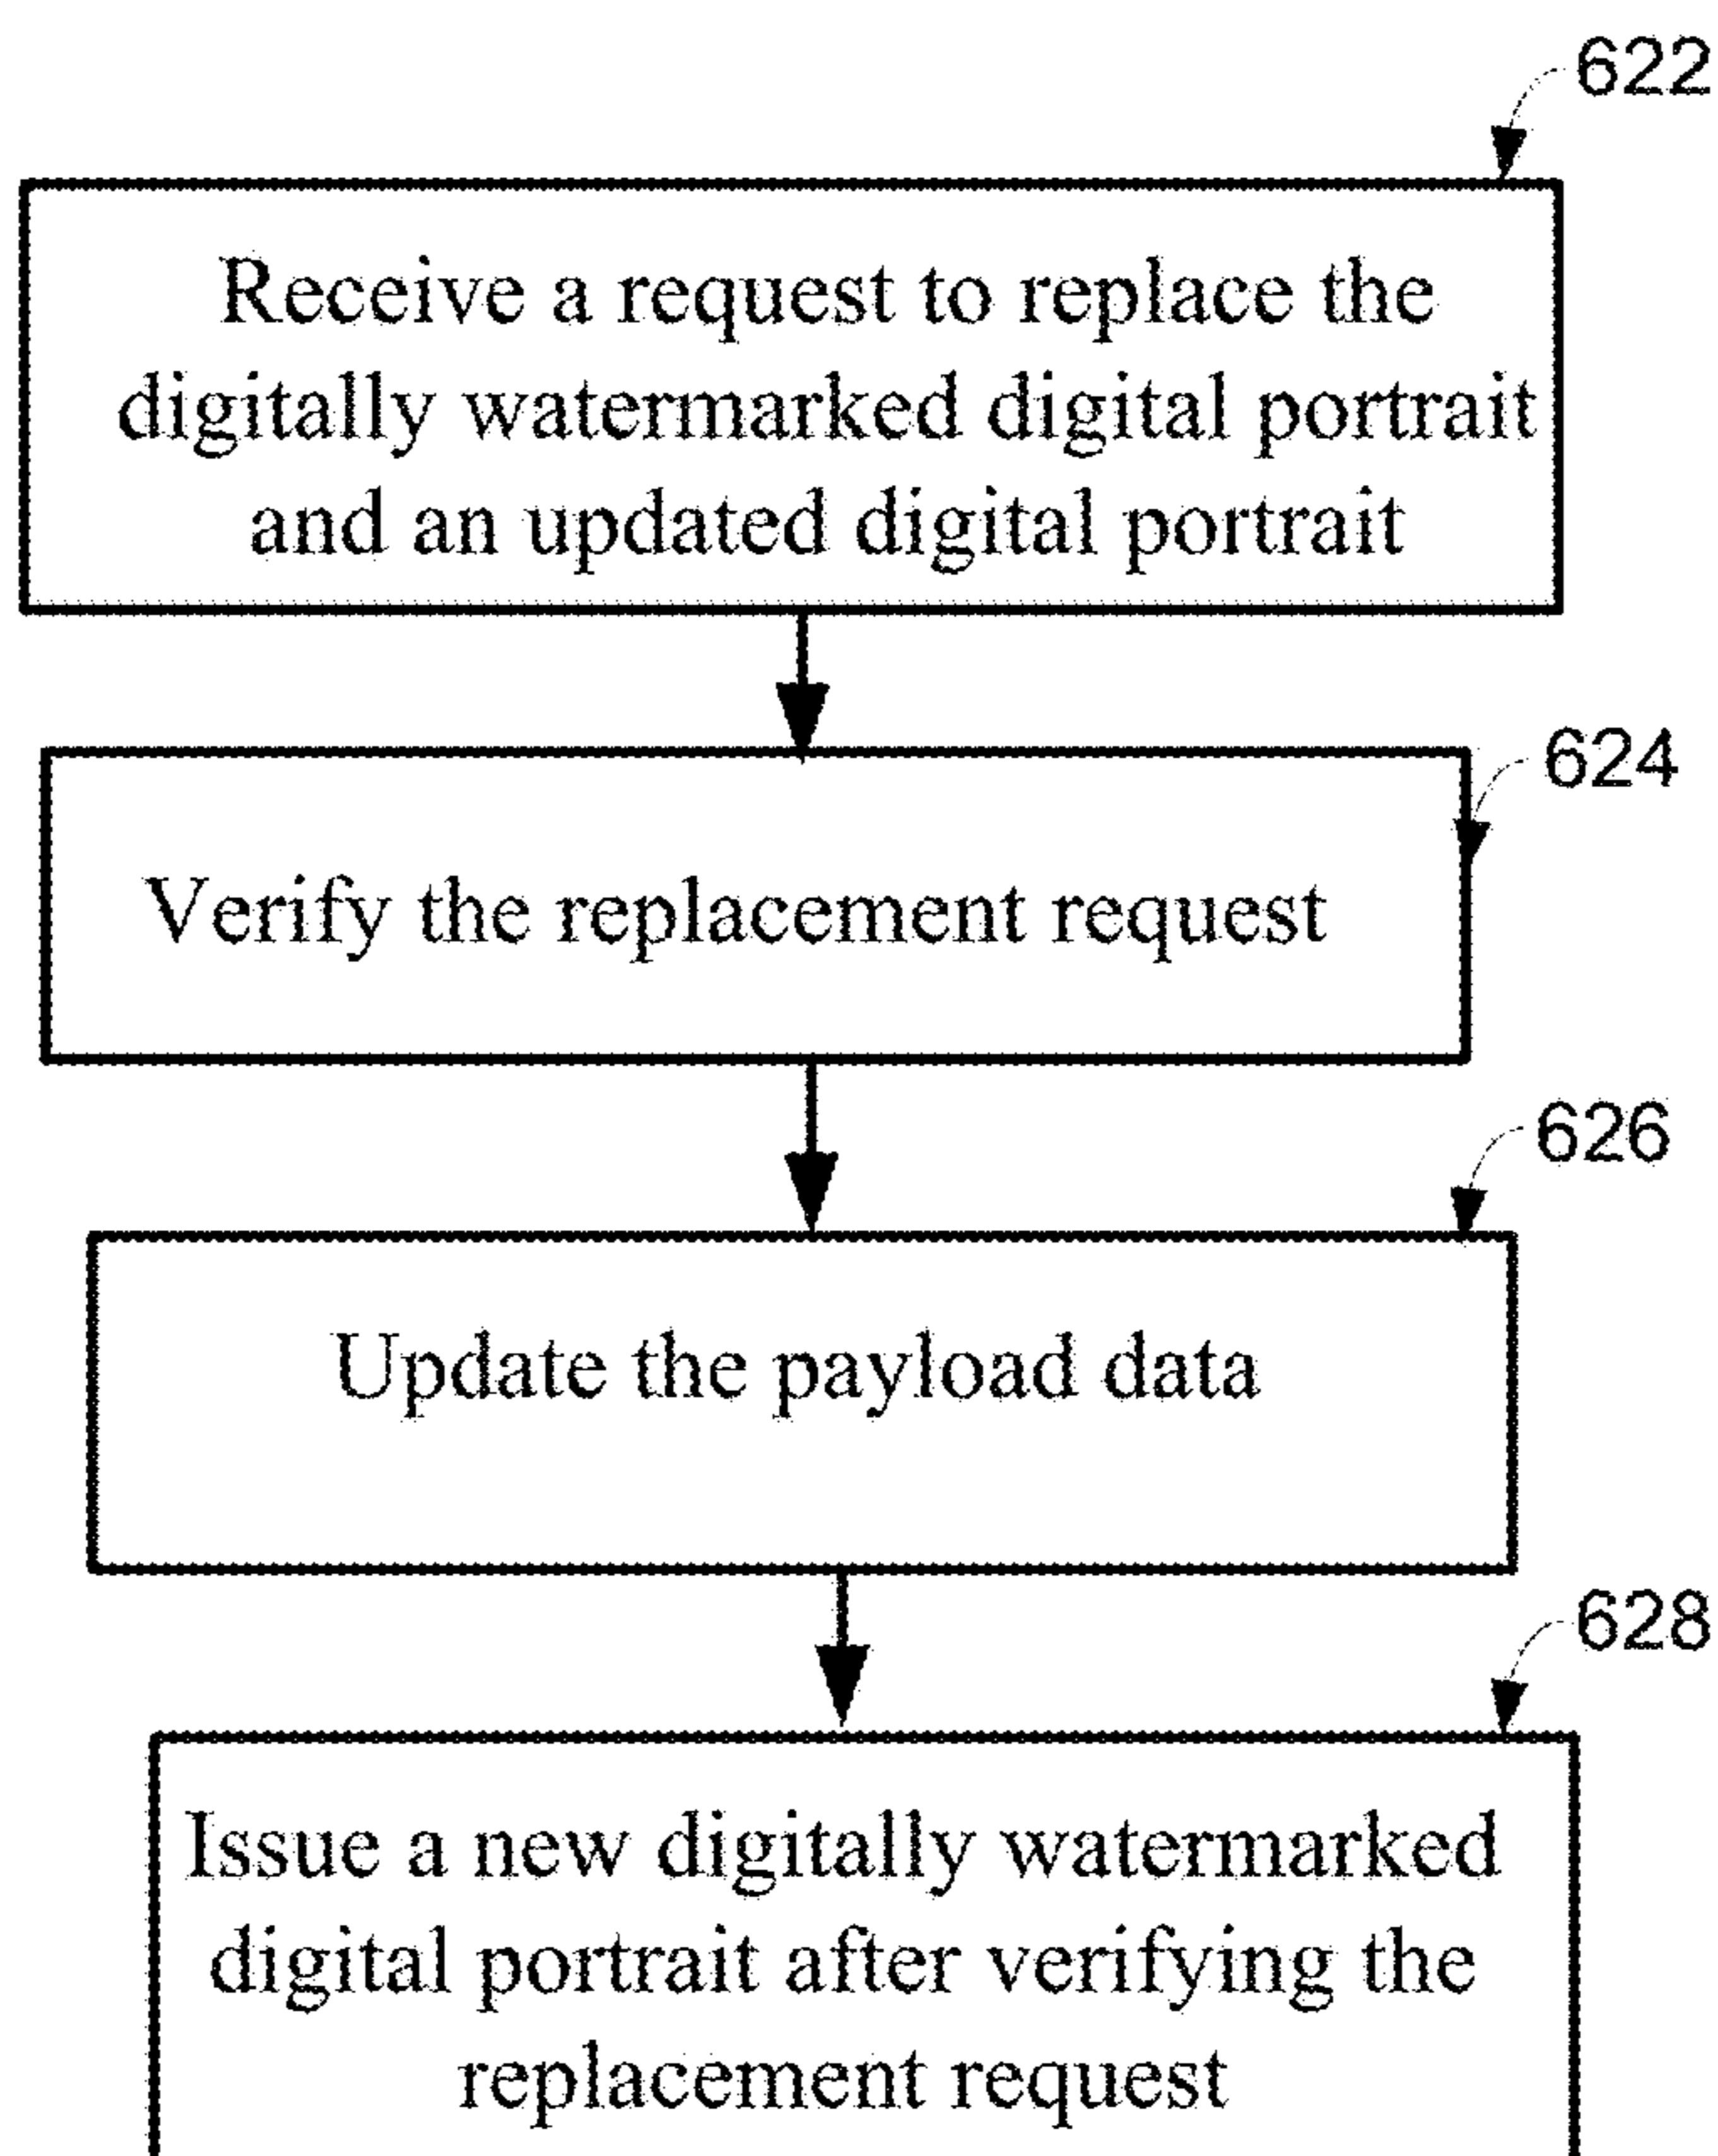 622
Receive a request to replace the
digitally watermarked digital portrait
and an updated digital portrait
624
Verify the replacement request
626
Update the payload data
628
Issue a new digitally watermarked
digital portrait after verifying the
replacement request